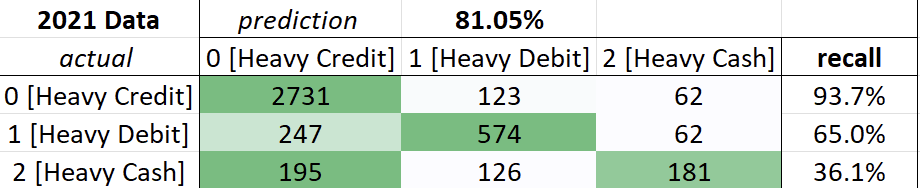 2021 Data prediction 81.05%
actual 0 [Heavy Credit] 1 [Heavy Debit] 2 [Heavy Cash] recall
0 [Heavy Credit] 2731 123 62 93.7%
1 [Heavy Debit] 247 574 62 65.0%
2 [Heavy Cash] 195 126 181 36.1%